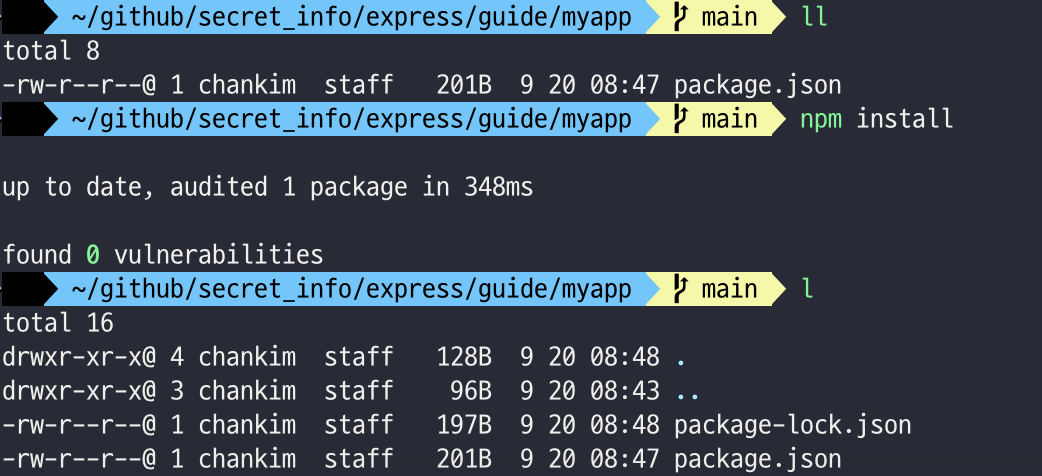 ~/github/secret_info/express/guide/myapp main ll
total 8
-rw-r--r--@ 1 chankim staff 201B 9 20 08:47 package.json
~/github/secret_info/express/guide/myapp main npm install
up to date, audited 1 package in 348ms
found 0 vulnerabilities
~/github/secret_info/express/guide/myapp main l
total 16
drwxr-xr-x@ 4 chankim staff 128B 9 20 08:48 .
drwxr-xr-x@ 3 chankim staff 96B 9 20 08:43 ..
-rw-r--r--@ 1 chankim staff 197B 9 20 08:48 package-lock.json
-rw-r--r--@ 1 chankim staff 201B 9 20 08:47 package.json